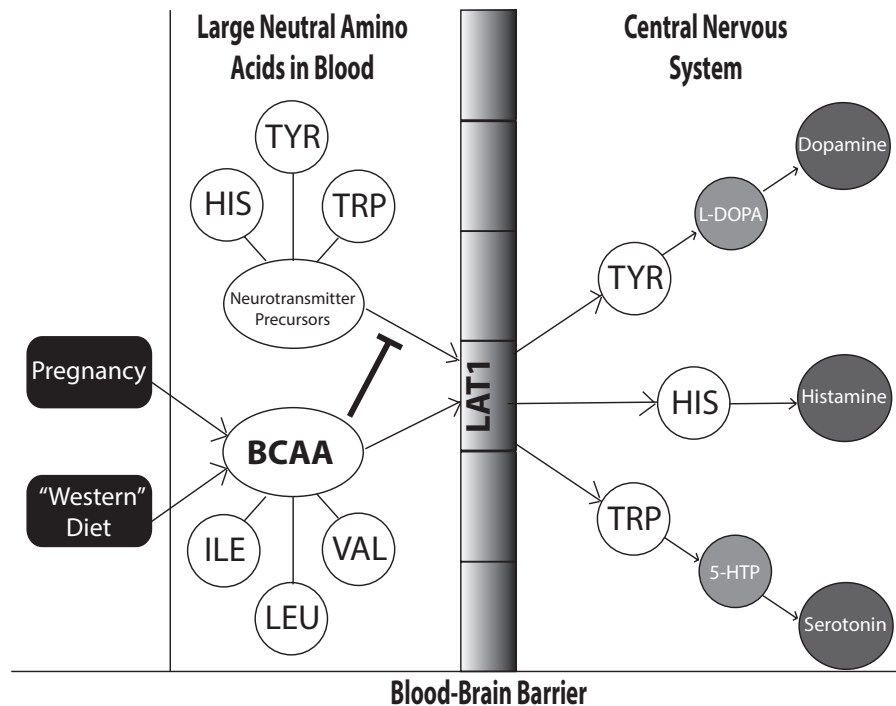 Large Neutral Amino
Acids in Blood
Central Nervous
System
TYR
HIS
TRP
Neurotransmitter
Precursors
Pregnancy
"Western"
Diet
BCAA
ILE
VAL
LEU
LAT1
TYR
L-DOPA
Dopamine
HIS
Histamine
TRP
5-HTP
Serotonin
Blood-Brain Barrier